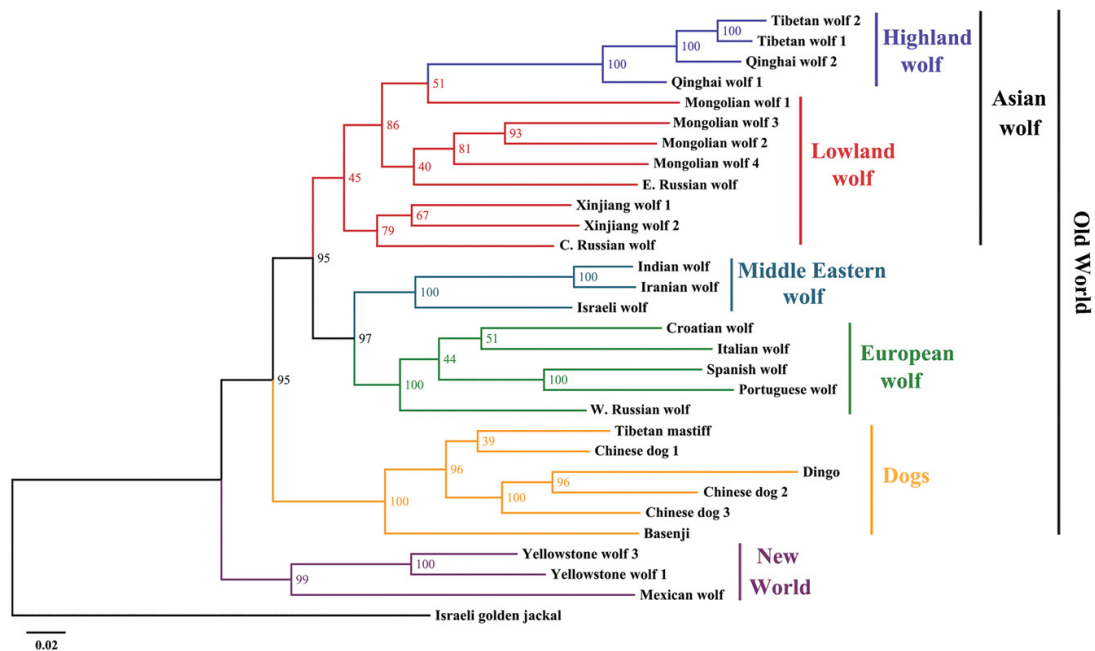 Tibetan wolf 2
100
Tibetan wolf 1
100
Qinghai wolf 2
100
Qinghai wolf 1
Highland
wolf
51
Mongolian wolf 1
86
Mongolian wolf 3
93
Mongolian wolf 2
81
Mongolian wolf 4
40
E. Russian wolf
Lowland
wolf
45
Xinjiang wolf 1
67
Xinjiang wolf 2
79
C. Russian wolf
Asian
wolf
95
Indian wolf
100
Iranian wolf
100
Israeli wolf
Middle Eastern
wolf
97
Croatian wolf
51
Italian wolf
44
Spanish wolf
100
Portuguese wolf
100
W. Russian wolf
European
wolf
95
Tibetan mastiff
39
Chinese dog 1
96
Dingo
96
Chinese dog 2
100
Chinese dog 3
100
Basenji
Dogs
Old World
Yellowstone wolf 3
100
Yellowstone wolf 1
99
Mexican wolf
New
World
Israeli golden jackal
0.02